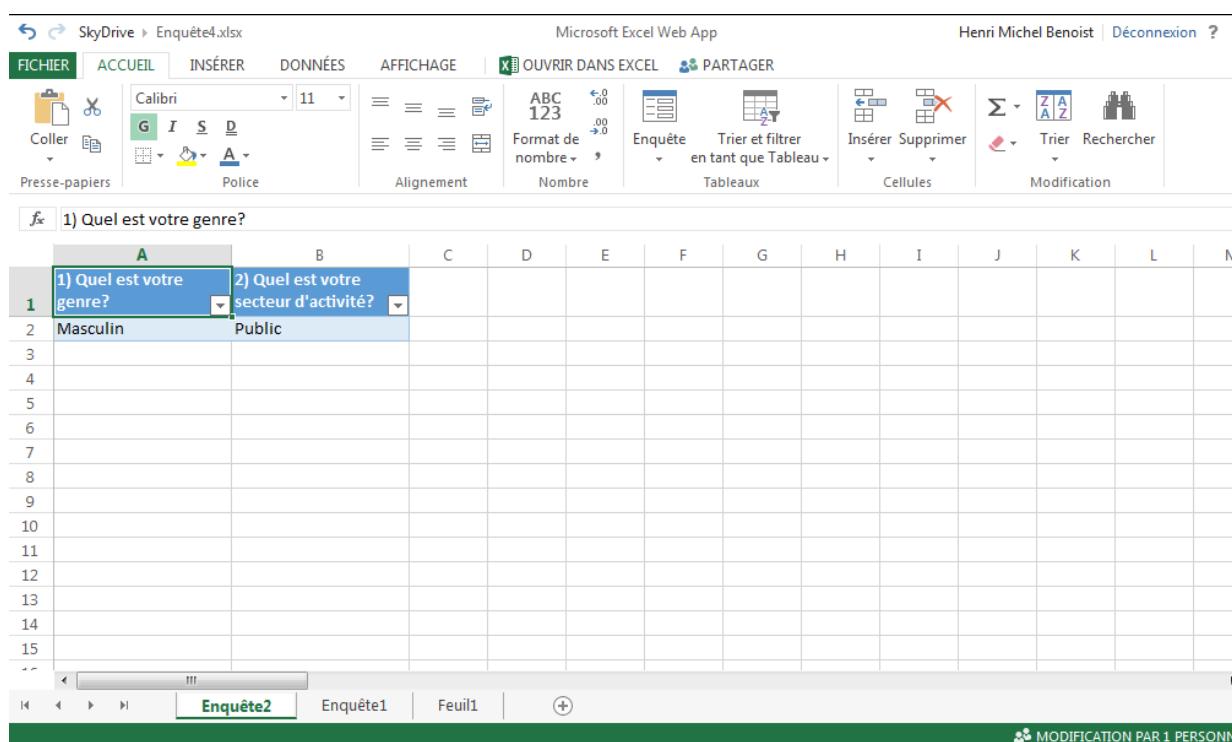 SkyDrive ▸ Enquête4.xlsx Microsoft Excel Web App Henri Michel Benoist Déconnexion ?
FICHIER ACCUEIL INSÉRER DONNÉES AFFICHAGE OUVRIR DANS EXCEL PARTAGER
Calibri 11 ABC 123 ←.0 .00 .00 →.0
G I S D A Σ Z A A Z
Coller Format de nombre Enquête Trier et filtrer en tant que Tableau Insérer Supprimer Trier Rechercher
Presse-papiers Police Alignement Nombre Tableaux Cellules Modification
fx 1) Quel est votre genre?
A B C D E F G H I J K L
1 1) Quel est votre genre? 2) Quel est votre secteur d'activité?
2 Masculin Public
3
4
5
6
7
8
9
10
11
12
13
14
15
Enquête2 Enquête1 Feuil1
MODIFICATION PAR 1 PERSONN